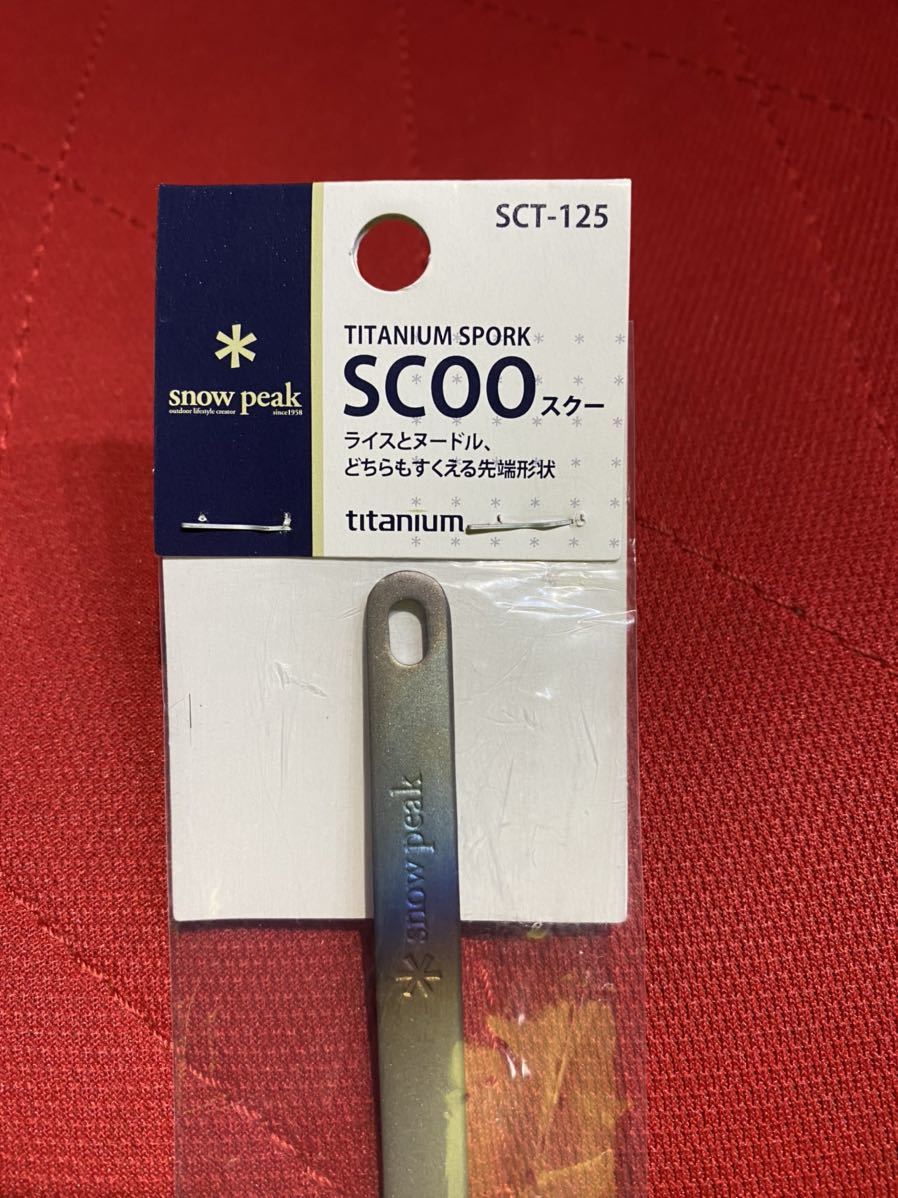 SCT-125
snow peak
outdoor lifestyle creator since1958
TITANIUM SPORK
SCOO スクー
ライスとヌードル、
どちらもすくえる先端形状
titanium
snow peak